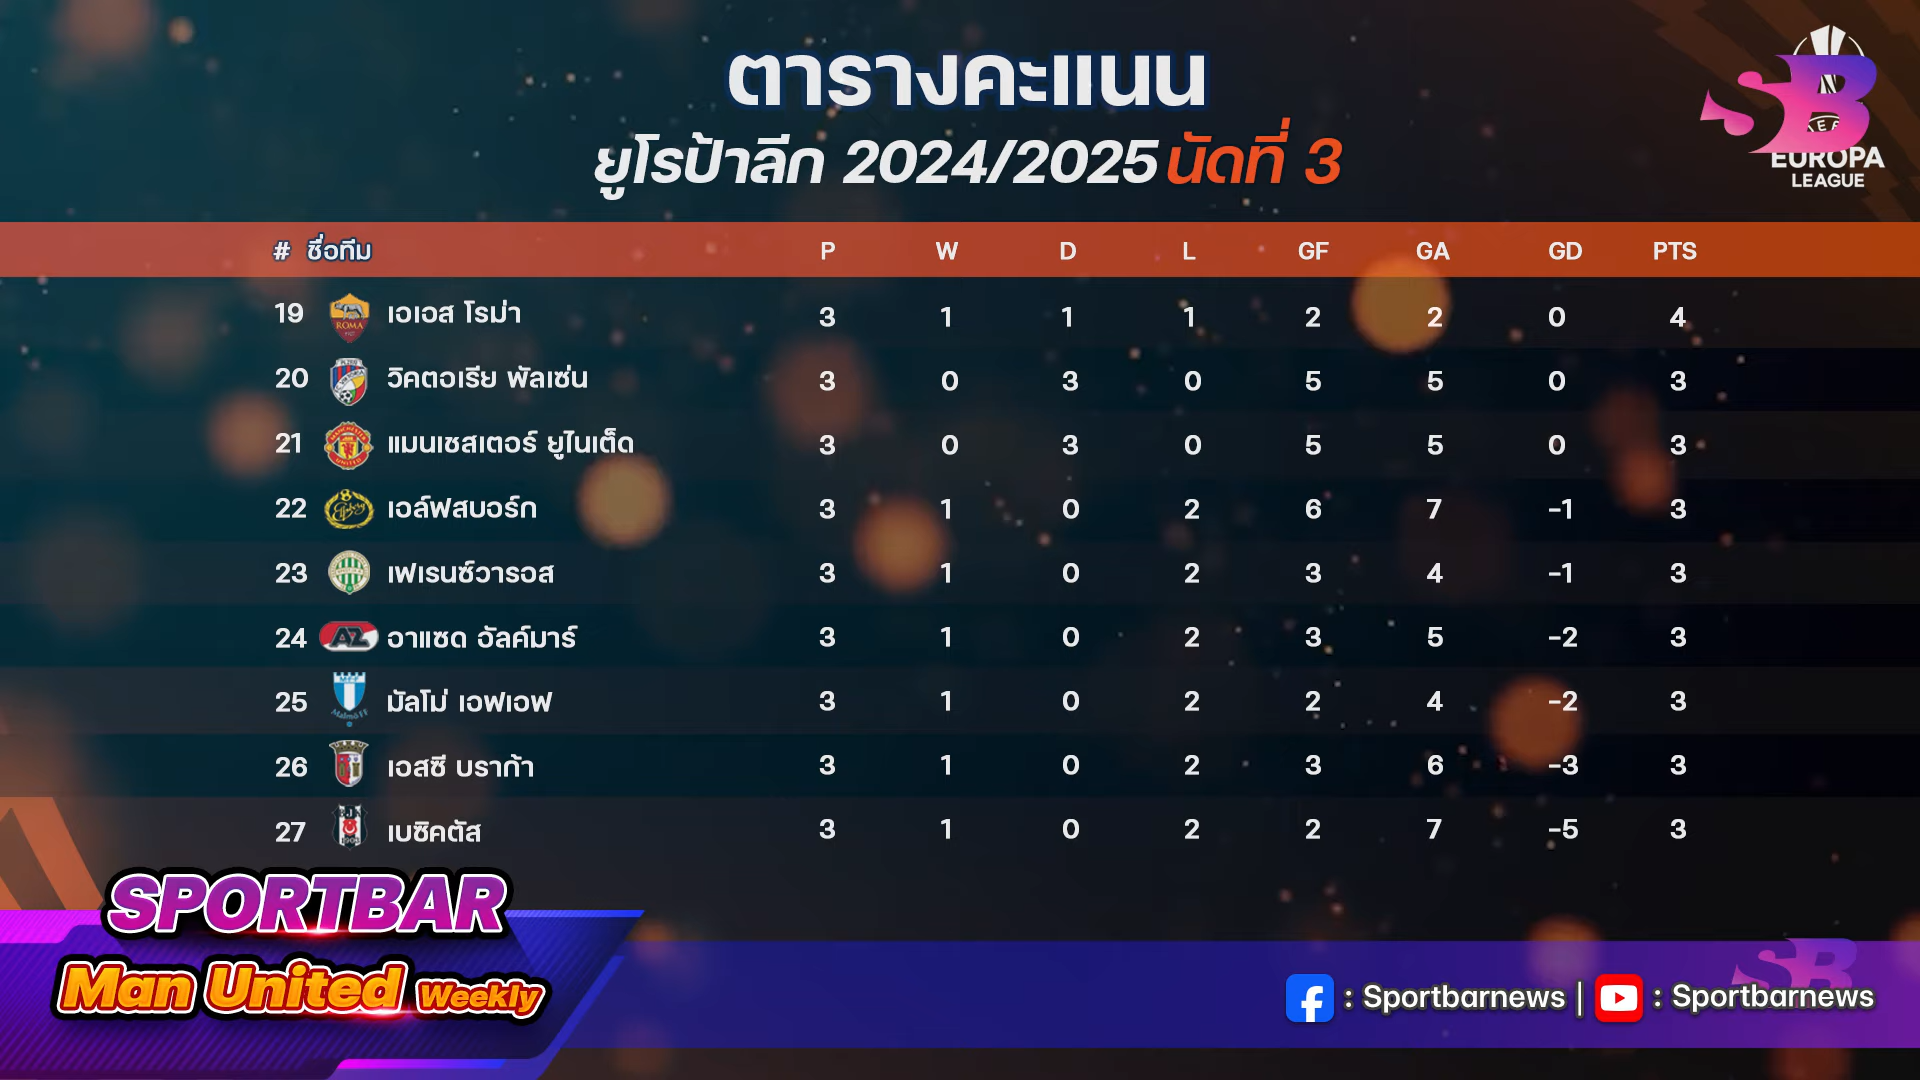 ตารางคะแนน
ยูโรป้าลีก 2024/2025 นัดที่ 3
SB
EUROPA
LEAGUE
# ชื่อทีม P W D L GF GA GD PTS
19 ROMA เอเอส โรม่า 3 1 1 1 2 2 0 4
20 วิคตอเรีย พัลเซ่น 3 0 3 0 5 5 0 3
21 MANCHESTER UNITED แมนเชสเตอร์ ยูไนเต็ด 3 0 3 0 5 5 0 3
22 เอล์ฟสบอร์ก 3 1 0 2 6 7 -1 3
23 เฟเรนซ์วารอส 3 1 0 2 3 4 -1 3
24 AZ อาแซด อัลค์มาร์ 3 1 0 2 3 5 -2 3
25 MFF Malmö FF มัลโม่ เอฟเอฟ 3 1 0 2 2 4 -2 3
26 เอสซี บราก้า 3 1 0 2 3 6 -3 3
27 เบซิคตัส 3 1 0 2 2 7 -5 3
SPORTBAR
Man United Weekly
SB
: Sportbarnews | : Sportbarnews